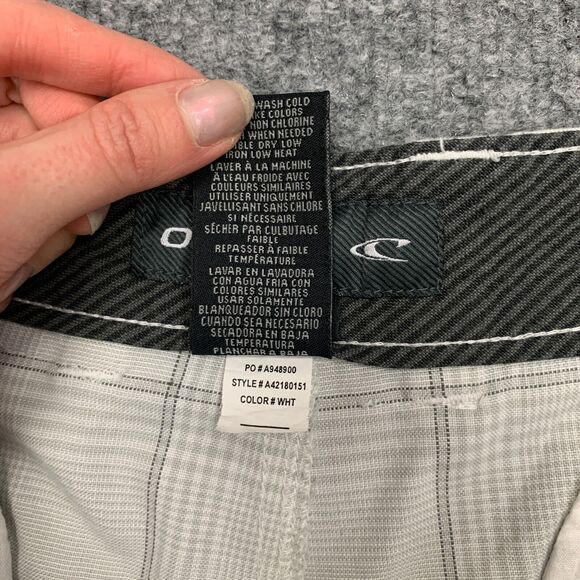 WASH COLD
COLORS
NON CHLORINE
WHEN NEEDED
DRY LOW
IRON LOW HEAT
LAVER À LA MACHINE
À L'EAU FROIDE AVEC
COULEURS SIMILAIRES
UTILISER UNIQUEMENT
JAVELLISANT SANS CHLORE
SI NÉCESSAIRE
SÉCHER PAR CULBUTAGE
FAIBLE
REPASSER À FAIBLE
TEMPÉRATURE
LAVAR EN LAVADORA
CON AGUA FRIA CON
COLORES SIMILARES
USAR SOLAMENTE
BLANQUEADOR SIN CLORO
CUANDO SEA NECESARIO
SECADORA EN BAJA
TEMPERATURA
PLANCHAR A BAJA
O
PO # A948900
STYLE # A42180151
COLOR # WHT